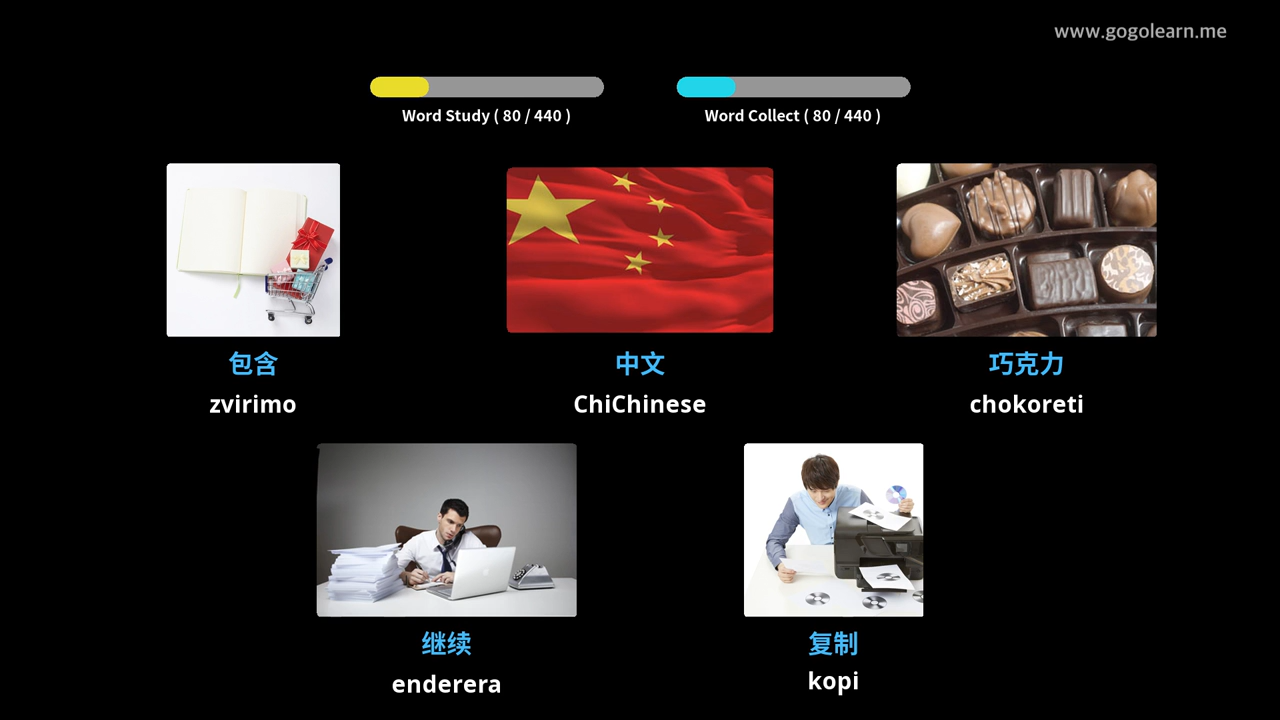 www.gogolearn.me
Word Study ( 80 / 440 )
Word Collect ( 80 / 440 )
包含
zvirimo
中文
ChiChinese
巧克力
chokoreti
继续
enderera
复制
kopi